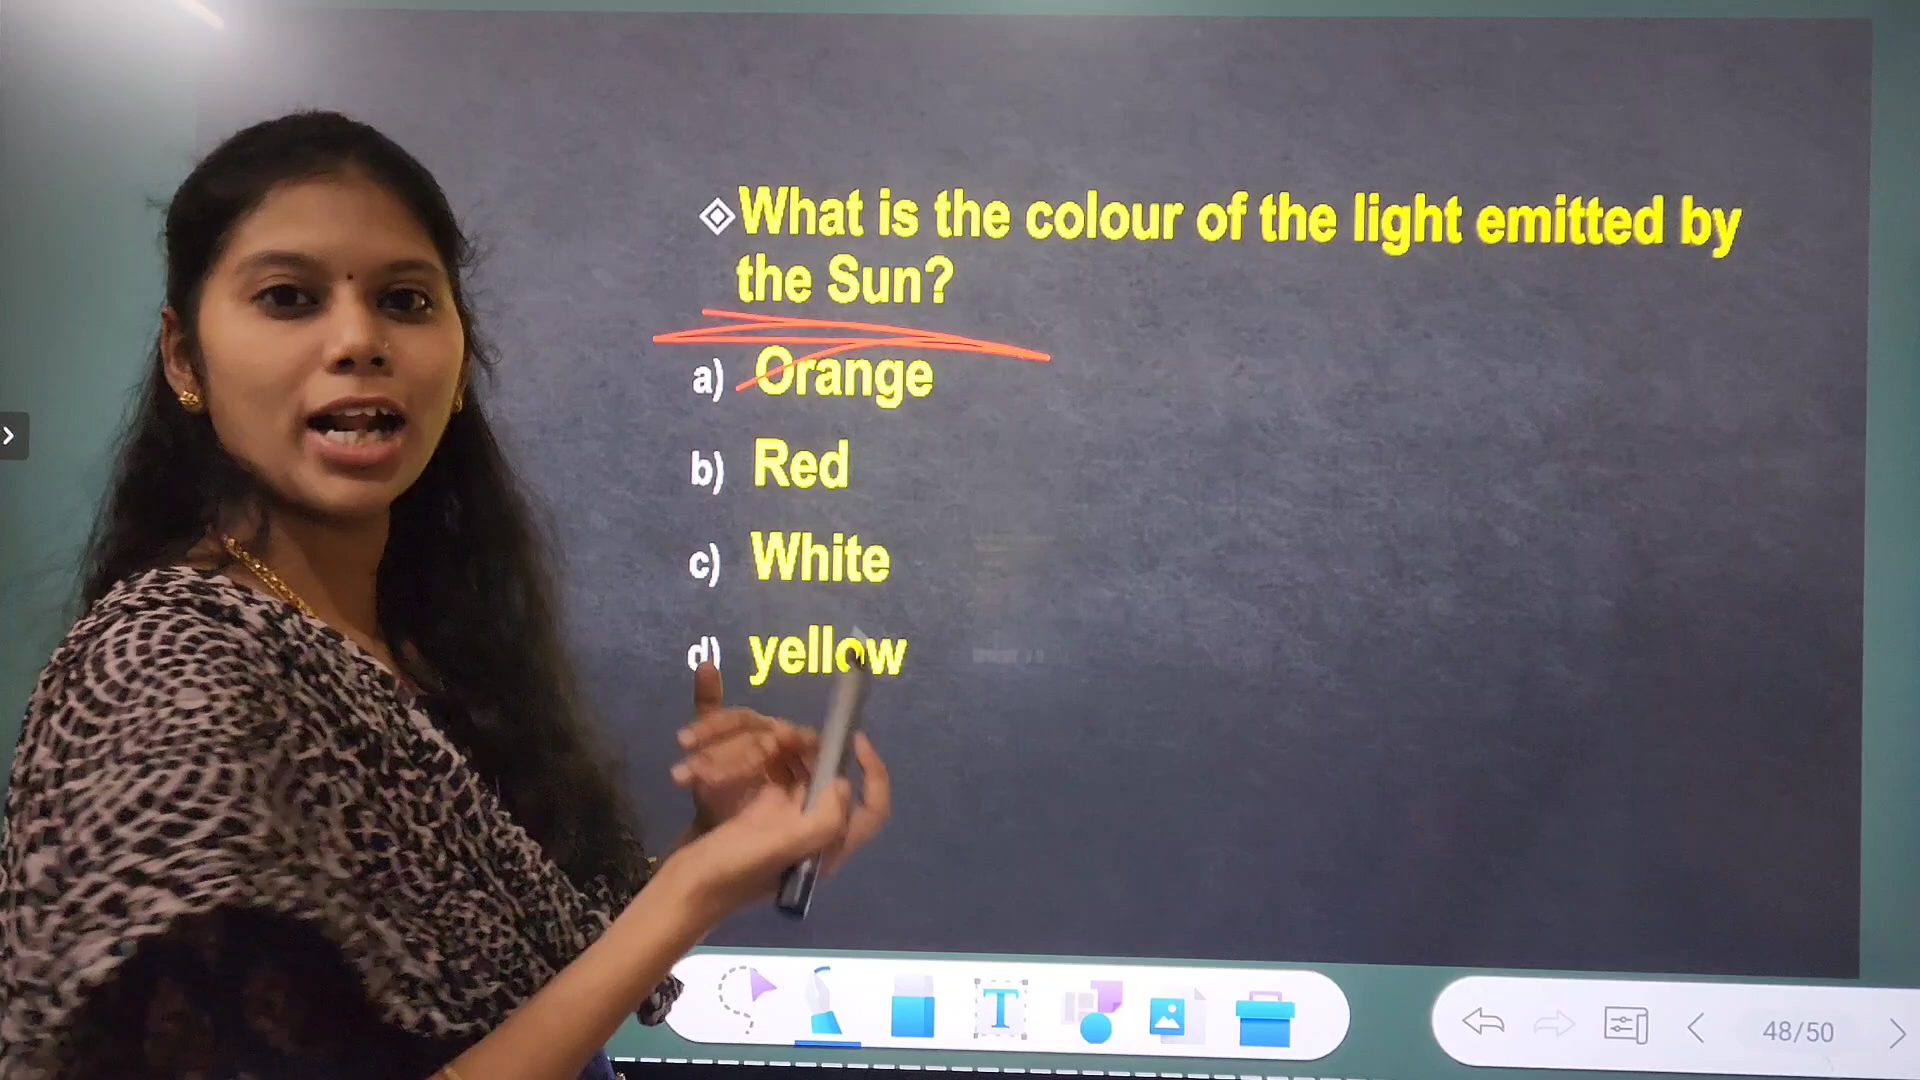 What is the colour of the light emitted by
the Sun?
a) Orange
b) Red
c) White
d) yellow
T
48/50